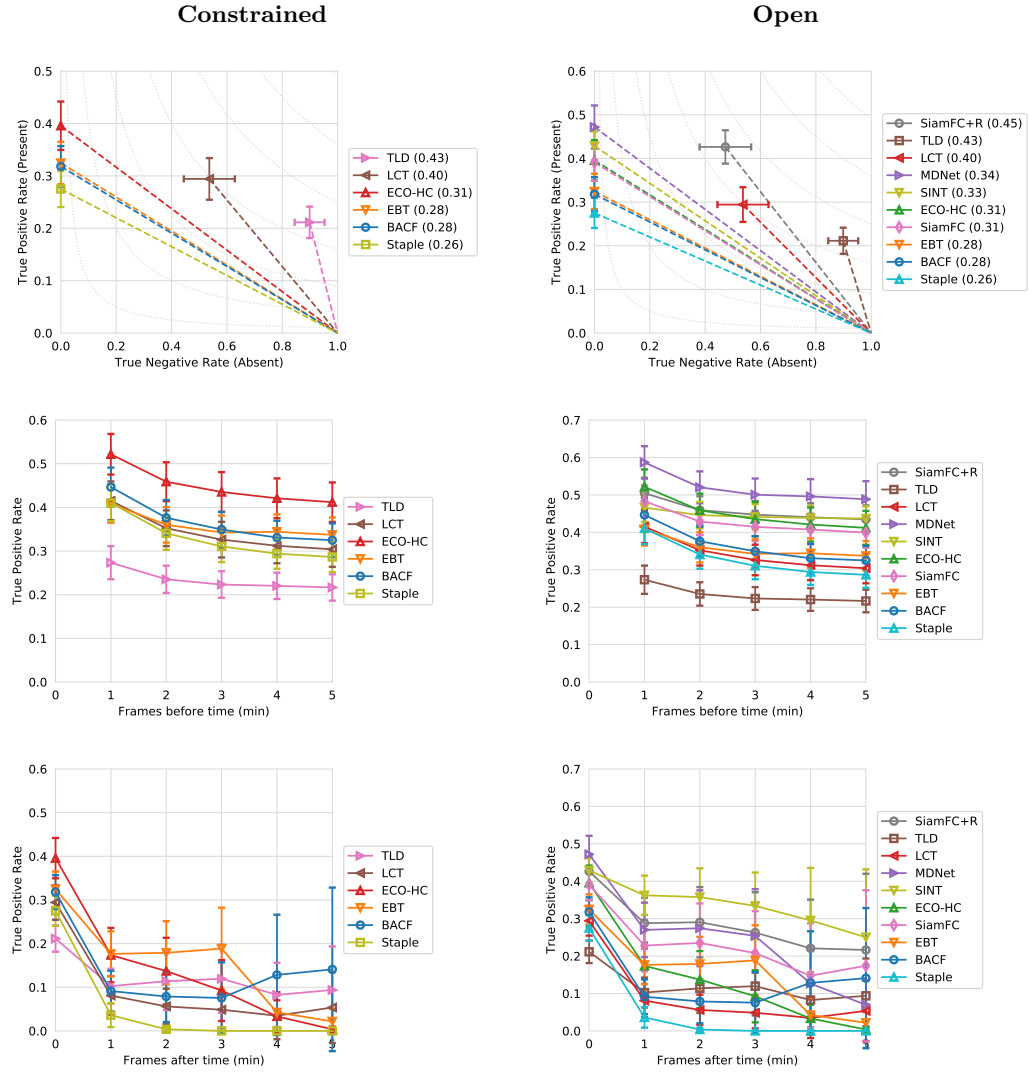 Constrained
Open
True Positive Rate (Present)
0.5
0.4
0.3
0.2
0.1
0.0
0.0 0.2 0.4 0.6 0.8 1.0
True Negative Rate (Absent)
TLD (0.43)
LCT (0.40)
ECO-HC (0.31)
EBT (0.28)
BACF (0.28)
Staple (0.26)
True Positive Rate (Present)
0.6
0.5
0.4
0.3
0.2
0.1
0.0
0.0 0.2 0.4 0.6 0.8 1.0
True Negative Rate (Absent)
SiamFC+R (0.45)
TLD (0.43)
LCT (0.40)
MDNet (0.34)
SINT (0.33)
ECO-HC (0.31)
SiamFC (0.31)
EBT (0.28)
BACF (0.28)
Staple (0.26)
True Positive Rate
0.6
0.5
0.4
0.3
0.2
0.1
0.0
0 1 2 3 4 5
Frames before time (min)
TLD
LCT
ECO-HC
EBT
BACF
Staple
True Positive Rate
0.7
0.6
0.5
0.4
0.3
0.2
0.1
0.0
0 1 2 3 4 5
Frames before time (min)
SiamFC+R
TLD
LCT
MDNet
SINT
ECO-HC
SiamFC
EBT
BACF
Staple
True Positive Rate
0.6
0.5
0.4
0.3
0.2
0.1
0.0
0 1 2 3 4 5
Frames after time (min)
TLD
LCT
ECO-HC
EBT
BACF
Staple
True Positive Rate
0.7
0.6
0.5
0.4
0.3
0.2
0.1
0.0
0 1 2 3 4 5
Frames after time (min)
SiamFC+R
TLD
LCT
MDNet
SINT
ECO-HC
SiamFC
EBT
BACF
Staple